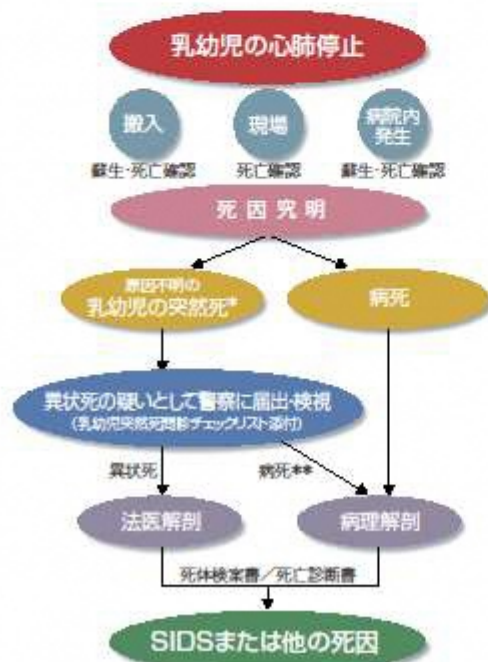 乳幼児の心肺停止
搬入
現場
病院内
発生
蘇生・死亡確認
死亡確認
蘇生・死亡確認
死因究明
原因不明の
乳幼児の突然死*
病死
異状死の疑いとして警察に届出・検視
(乳幼児突然死問診チェックリスト添付)
異状死
病死**
法医解剖
病理解剖
死体検案書／死亡診断書
SIDSまたは他の死因